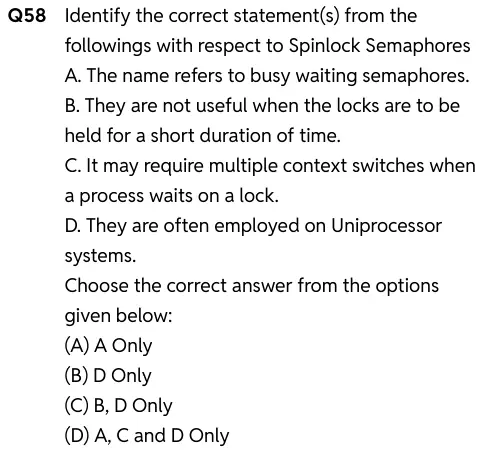 Q58 Identify the correct statement(s) from the
followings with respect to Spinlock Semaphores
A. The name refers to busy waiting semaphores.
B. They are not useful when the locks are to be
held for a short duration of time.
C. It may require multiple context switches when
a process waits on a lock.
D. They are often employed on Uniprocessor
systems.
Choose the correct answer from the options
given below:
(A) A Only
(B) D Only
(C) B, D Only
(D) A, C and D Only